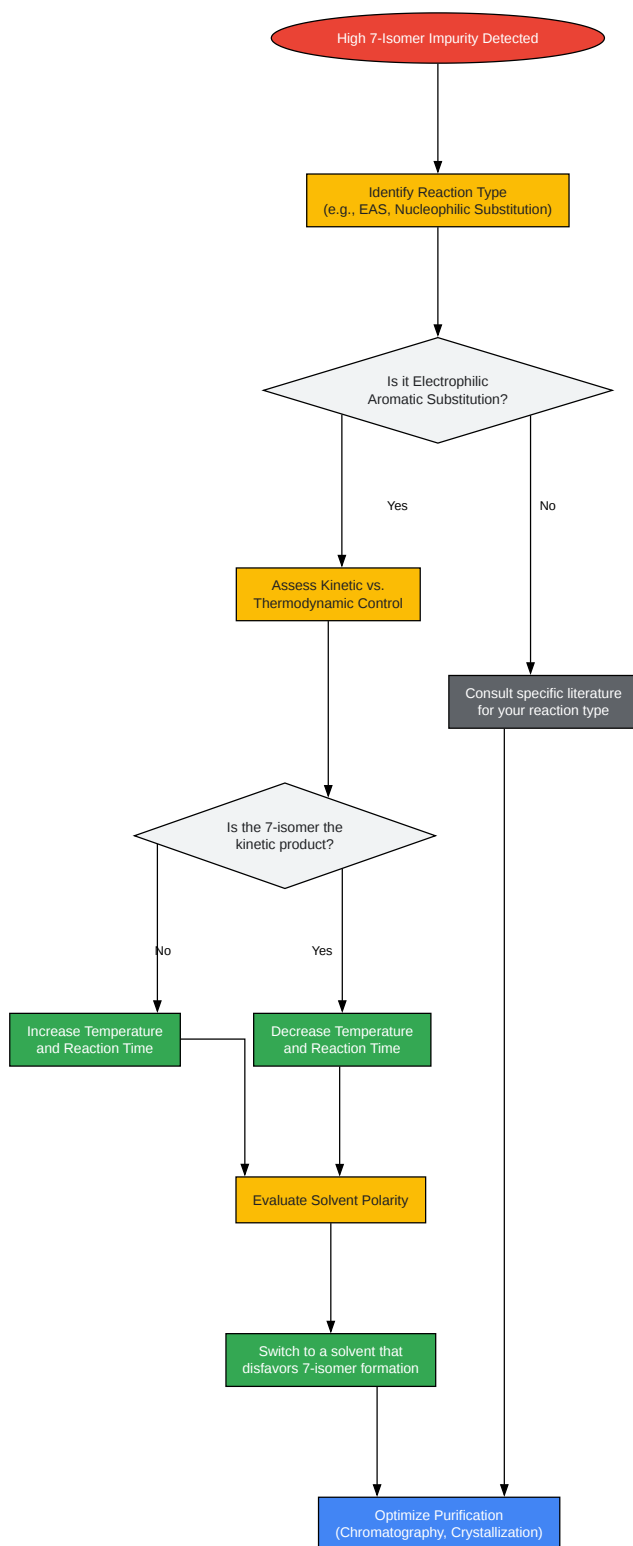 High 7-Isomer Impurity Detected
Identify Reaction Type
(e.g., EAS, Nucleophilic Substitution)
Is it Electrophilic
Aromatic Substitution?
Yes
No
Assess Kinetic vs.
Thermodynamic Control
Consult specific literature
for your reaction type
Is the 7-isomer the
kinetic product?
No
Yes
Increase Temperature
and Reaction Time
Decrease Temperature
and Reaction Time
Evaluate Solvent Polarity
Switch to a solvent that
disfavors 7-isomer formation
Optimize Purification
(Chromatography, Crystallization)